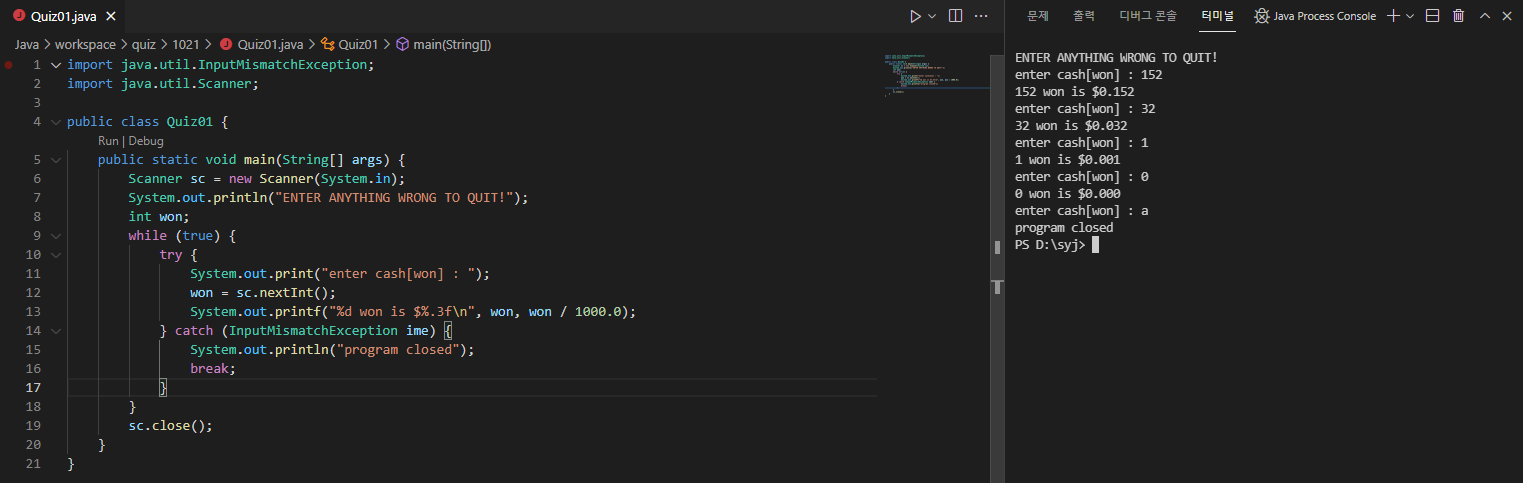 Quiz01.java
Java > workspace > quiz > 1021 > Quiz01.java > Quiz01 > main(String[])
1 import java.util.InputMismatchException;
2 import java.util.Scanner;
3
4 public class Quiz01 {
Run | Debug
5 public static void main(String[] args) {
6 Scanner sc = new Scanner(System.in);
7 System.out.println("ENTER ANYTHING WRONG TO QUIT!");
8 int won;
9 while (true) {
10 try {
11 System.out.print("enter cash[won] : ");
12 won = sc.nextInt();
13 System.out.printf("%d won is $%.3f\n", won, won / 1000.0);
14 } catch (InputMismatchException ime) {
15 System.out.println("program closed");
16 break;
17 }
18 }
19 sc.close();
20 }
21 }
문제 출력 디버그 콘솔 터미널 Java Process Console
ENTER ANYTHING WRONG TO QUIT!
enter cash[won] : 152
152 won is $0.152
enter cash[won] : 32
32 won is $0.032
enter cash[won] : 1
1 won is $0.001
enter cash[won] : 0
0 won is $0.000
enter cash[won] : a
program closed
PS D:\syj>